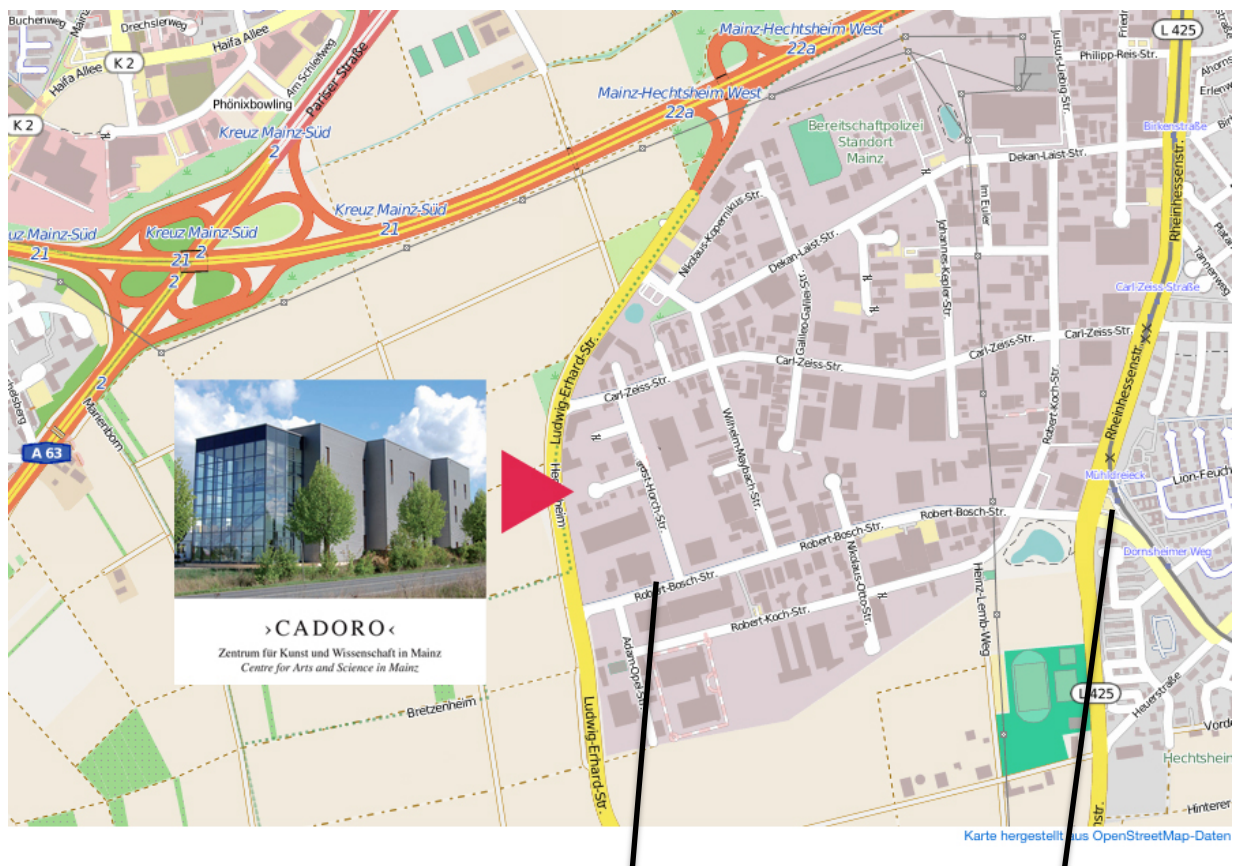 Buchenweg
Drechslerweg
Haifa Allee
K 2
Haifa Allee
Am Schleifweg
Pariser Straße
Phönixbowling
K 2
Kreuz Mainz-Süd
2
Mainz-Hechtsheim West
22a
Mainz-Hechtsheim West
22a
L 425
Justus-Liebig-Str.
Philipp-Reis-Str.
Birkenstraße
Bereitschaftpolizei
Standort
Mainz
Dekan-Laist-Str.
Im Euler
Johannes-Kepler-Str.
Rheinhessenstr.
Tannenweg
Nikolaus-Kopernikus-Str.
Dekan-Laist-Str.
Galileo-Galilei-Str.
Kreuz Mainz-Süd
21
Kreuz Mainz-Süd
21
2
2
21
2
Marienborn
A 63
Carl-Zeiss-Straße
Carl-Zeiss-Str.
Carl-Zeiss-Str.
Carl-Zeiss-Str.
Carl-Zeiss-Str.
Ludwig-Erhard-Str.
Wilhelm-Maybach-Str.
Robert-Koch-Str.
Rheinhessenstr.
Mühldreieck
Robert-Bosch-Str.
Robert-Bosch-Str.
Robert-Bosch-Str.
Nikolaus-Otto-Str.
Dornsheimer Weg
Heinz-Lemb-Weg
Robert-Koch-Str.
Adam-Opel-Str.
›CADORO‹
Zentrum für Kunst und Wissenschaft in Mainz
Centre for Arts and Science in Mainz
Bretzenheim
Ludwig-Erhard-Str.
L 425
Heuerstraße
Karte hergestellt aus OpenStreetMap-Daten